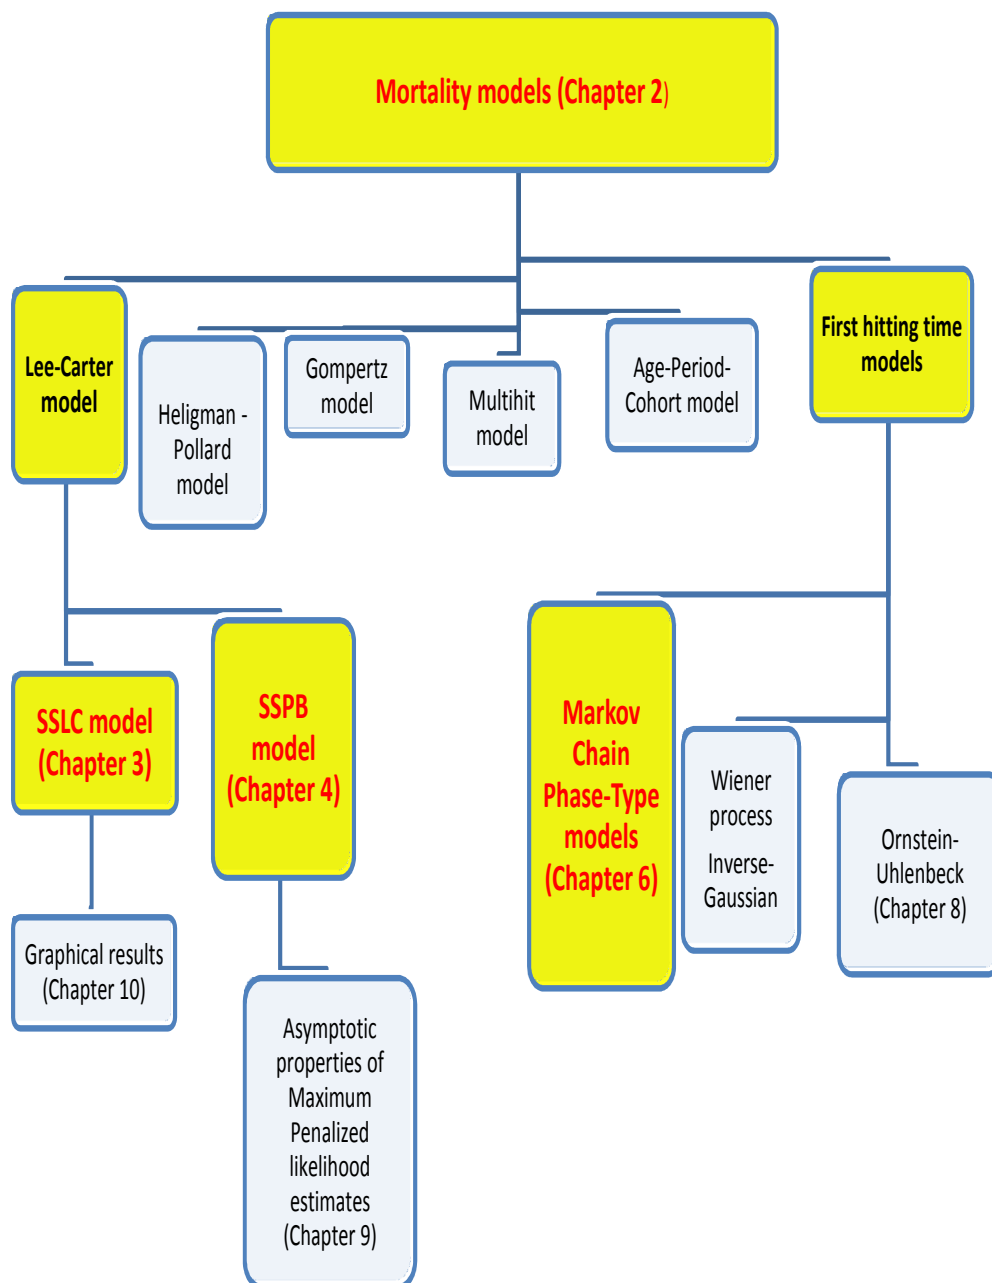 Mortality models (Chapter 2)
Lee-Carter
model
Heligman -
Pollard
model
Gompertz
model
Multihit
model
Age-Period-
Cohort model
First hitting time
models
SSLC model
(Chapter 3)
SSPB
model
(Chapter 4)
Markov
Chain
Phase-Type
models
(Chapter 6)
Wiener
process
Inverse-
Gaussian
Ornstein-
Uhlenbeck
(Chapter 8)
Graphical results
(Chapter 10)
Asymptotic
properties of
Maximum
Penalized
likelihood
estimates
(Chapter 9)